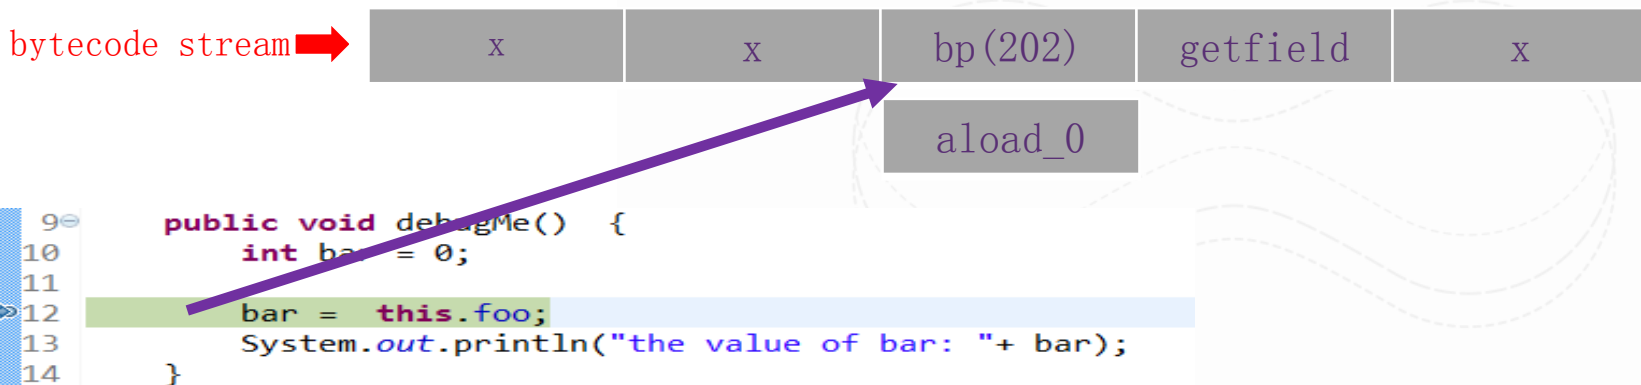 bytecode stream x x bp(202) getfield x
aload_0
9 public void debugMe() {
10 int bar = 0;
11
12 bar = this.foo;
13 System.out.println("the value of bar: "+ bar);
14 }